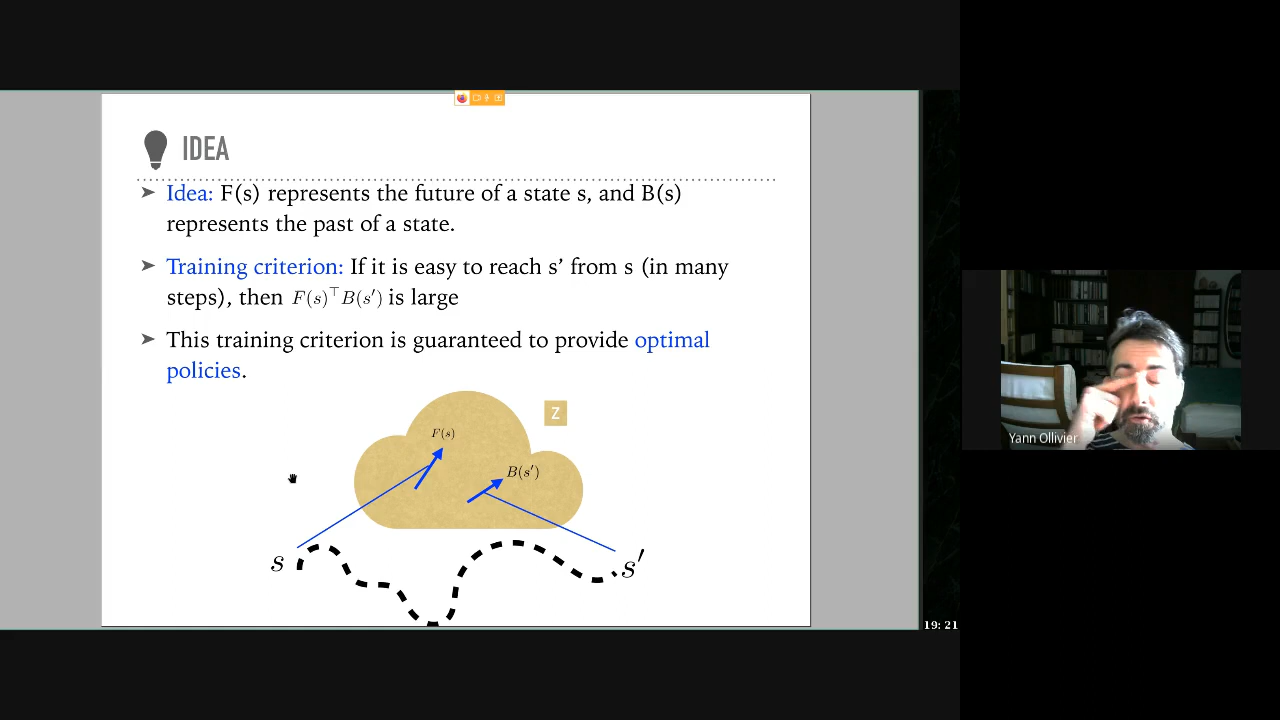 IDEA
➤ Idea: F(s) represents the future of a state s, and B(s)
represents the past of a state.
➤ Training criterion: If it is easy to reach s’ from s (in many
steps), then F(s)⊤B(s′) is large
➤ This training criterion is guaranteed to provide optimal
policies.
Z
F(s)
B(s′)
s
s′
Yann Ollivier
19:21